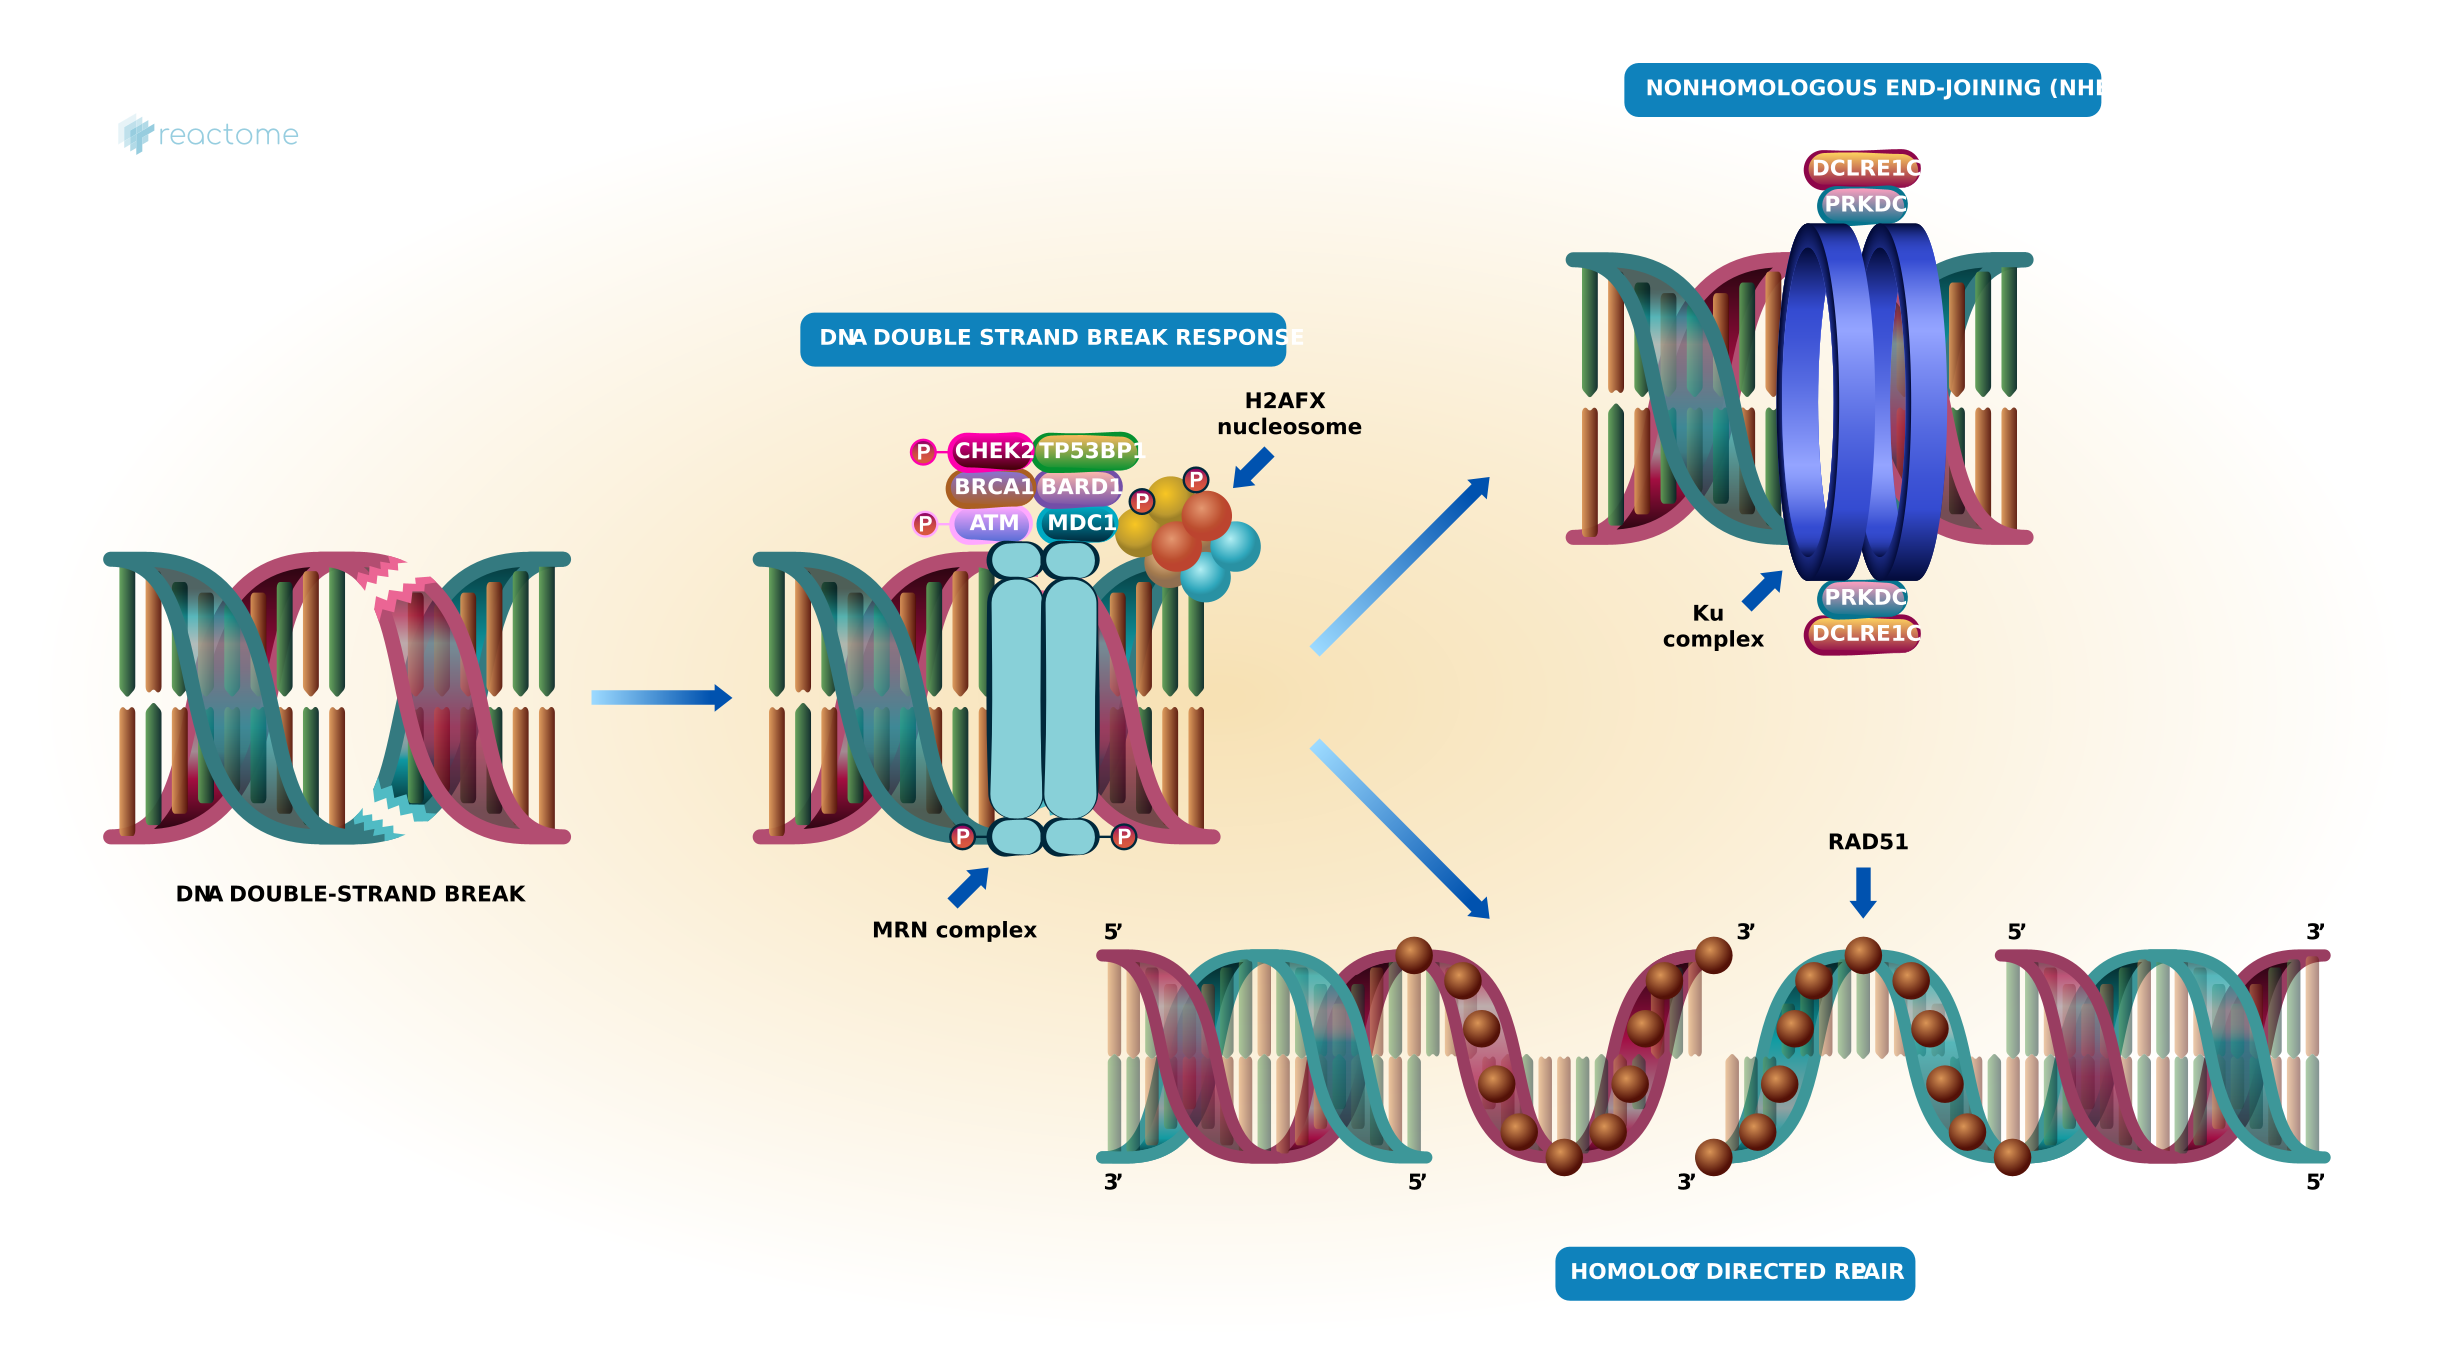 reactome
NONHOMOLOGOUS END-JOINING (NHE
DCLRE1C
PRKDC
DNA DOUBLE STRAND BREAK RESPONSE
H2AFX
nucleosome
P CHEK2 TP53BP1
BRCA1 BARD1
P ATM MDC1
P
P
PRKDC
DCLRE1C
Ku
complex
P
P
DNA DOUBLE-STRAND BREAK
MRN complex
RAD51
5’
3’
5’
3’
3’
5’
3’
5’
HOMOLOGY DIRECTED REPAIR